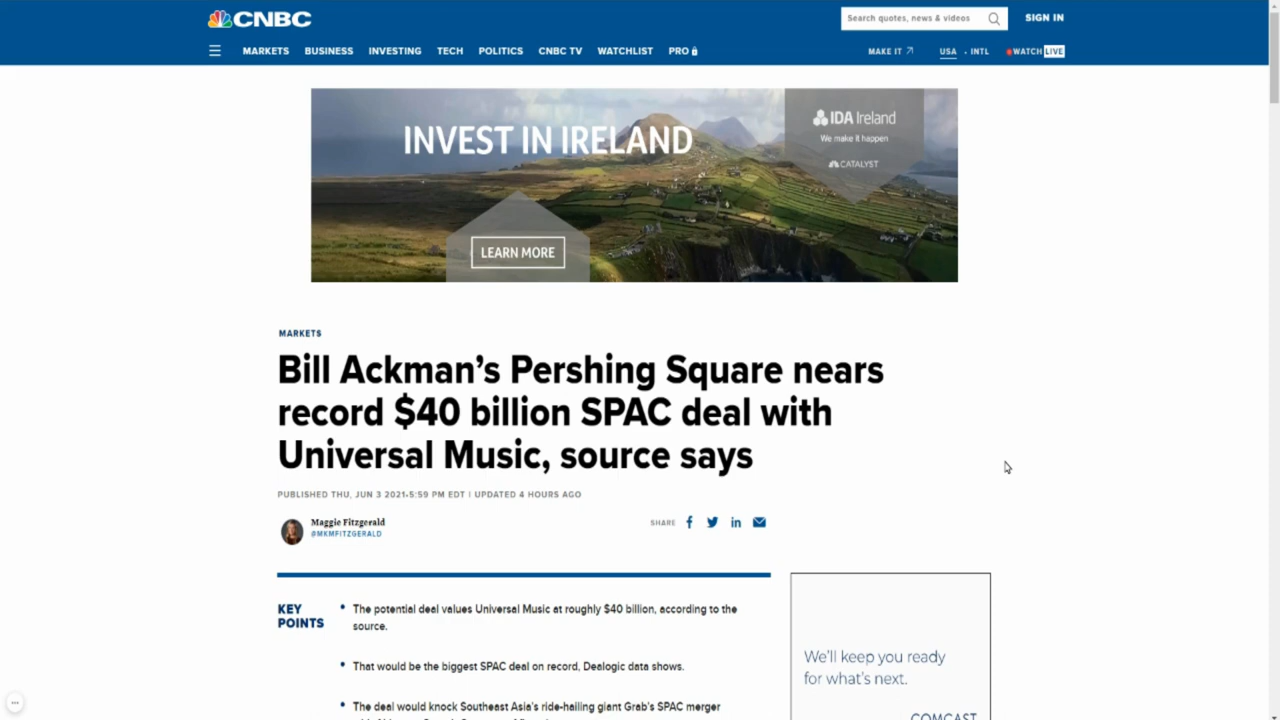 CNBC
Search quotes, news & videos
SIGN IN
MARKETS BUSINESS INVESTING TECH POLITICS CNBC TV WATCHLIST PRO
MAKE IT USA • INTL WATCH LIVE
INVEST IN IRELAND
IDA Ireland
We make it happen
CATALYST
LEARN MORE
MARKETS
Bill Ackman's Pershing Square nears
record $40 billion SPAC deal with
Universal Music, source says
PUBLISHED THU, JUN 3 2021•5:59 PM EDT | UPDATED 4 HOURS AGO
Maggie Fitzgerald
@MKMFITZGERALD
SHARE
KEY
POINTS
• The potential deal values Universal Music at roughly $40 billion, according to the
source.
• That would be the biggest SPAC deal on record, Dealogic data shows.
• The deal would knock Southeast Asia's ride-hailing giant Grab's SPAC merger
We'll keep you ready
for what's next.
COMCAST